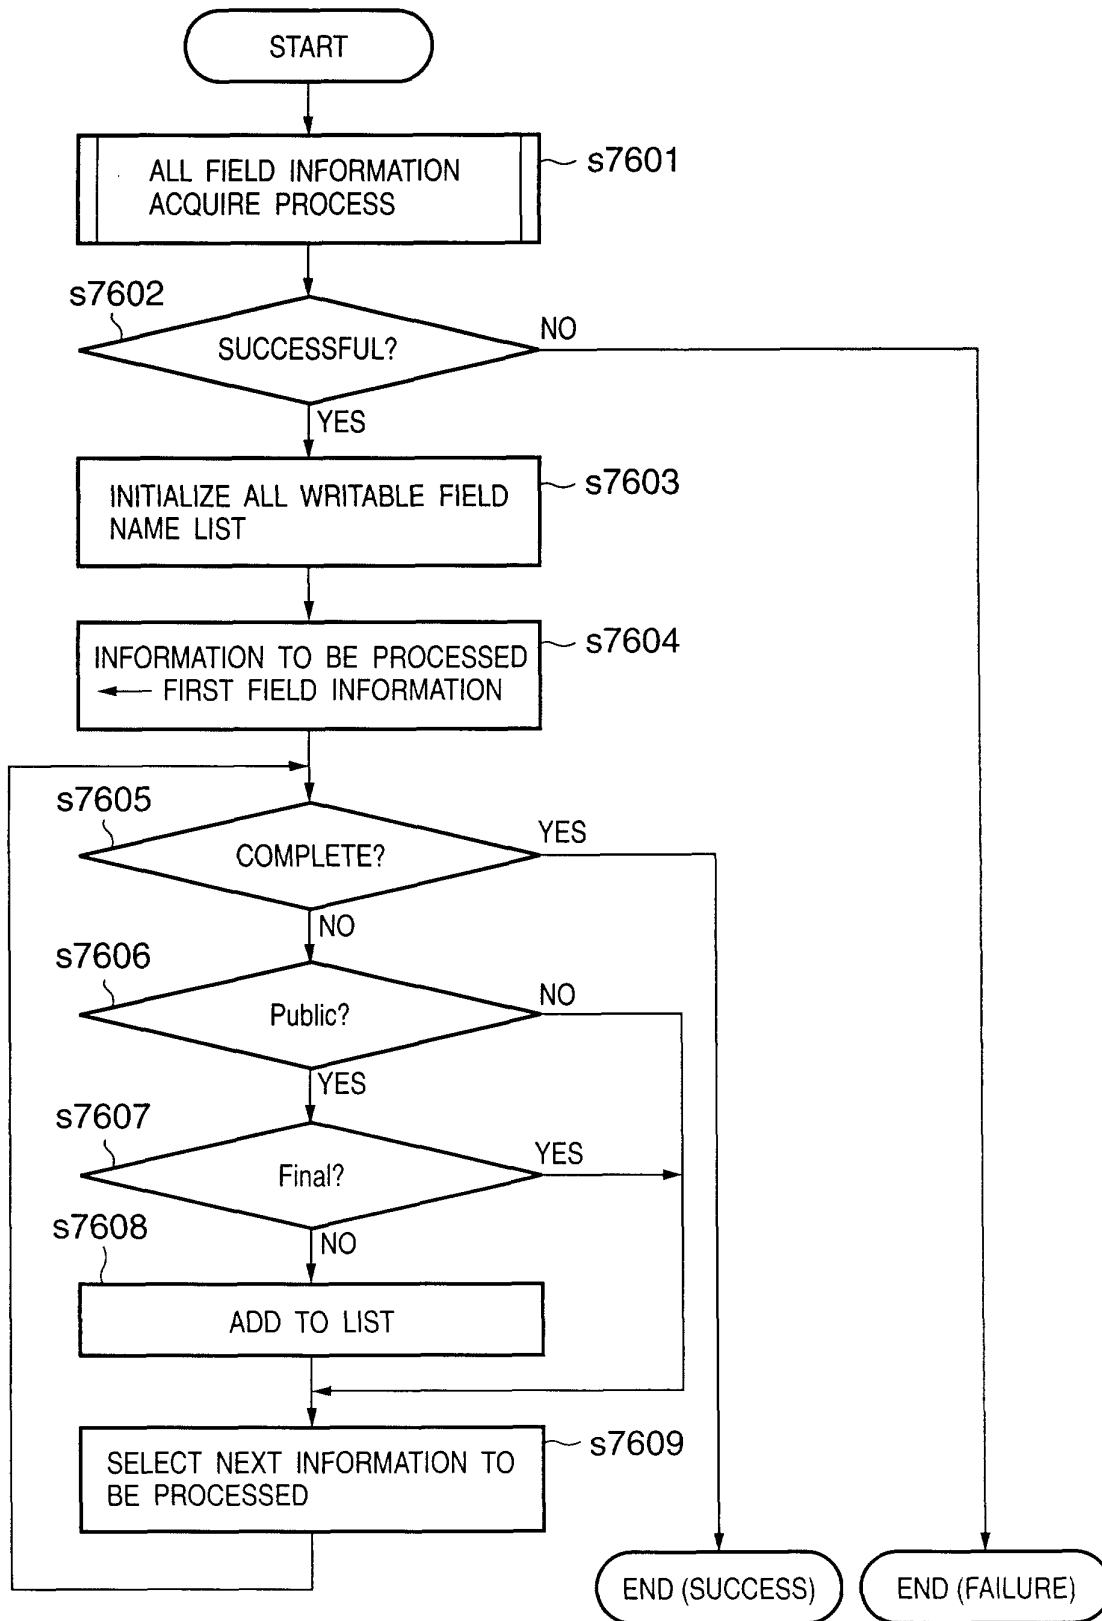 START
ALL FIELD INFORMATION
ACQUIRE PROCESS
s7601
s7602
SUCCESSFUL?
NO
YES
INITIALIZE ALL WRITABLE FIELD
NAME LIST
s7603
INFORMATION TO BE PROCESSED
← FIRST FIELD INFORMATION
s7604
s7605
COMPLETE?
YES
NO
s7606
Public?
NO
YES
s7607
Final?
YES
NO
s7608
ADD TO LIST
SELECT NEXT INFORMATION TO
BE PROCESSED
s7609
END (SUCCESS)
END (FAILURE)